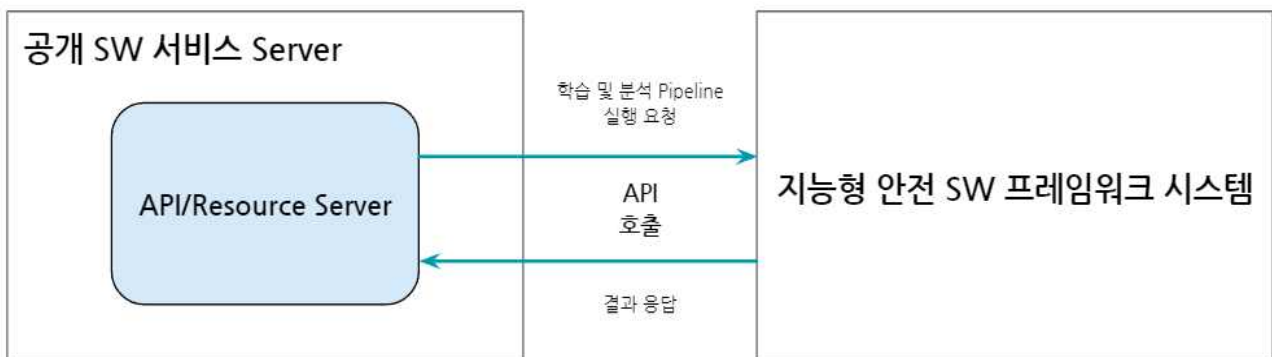 공개 SW 서비스 Server
API/Resource Server
학습 및 분석 Pipeline
실행 요청
API
호출
결과 응답
지능형 안전 SW 프레임워크 시스템